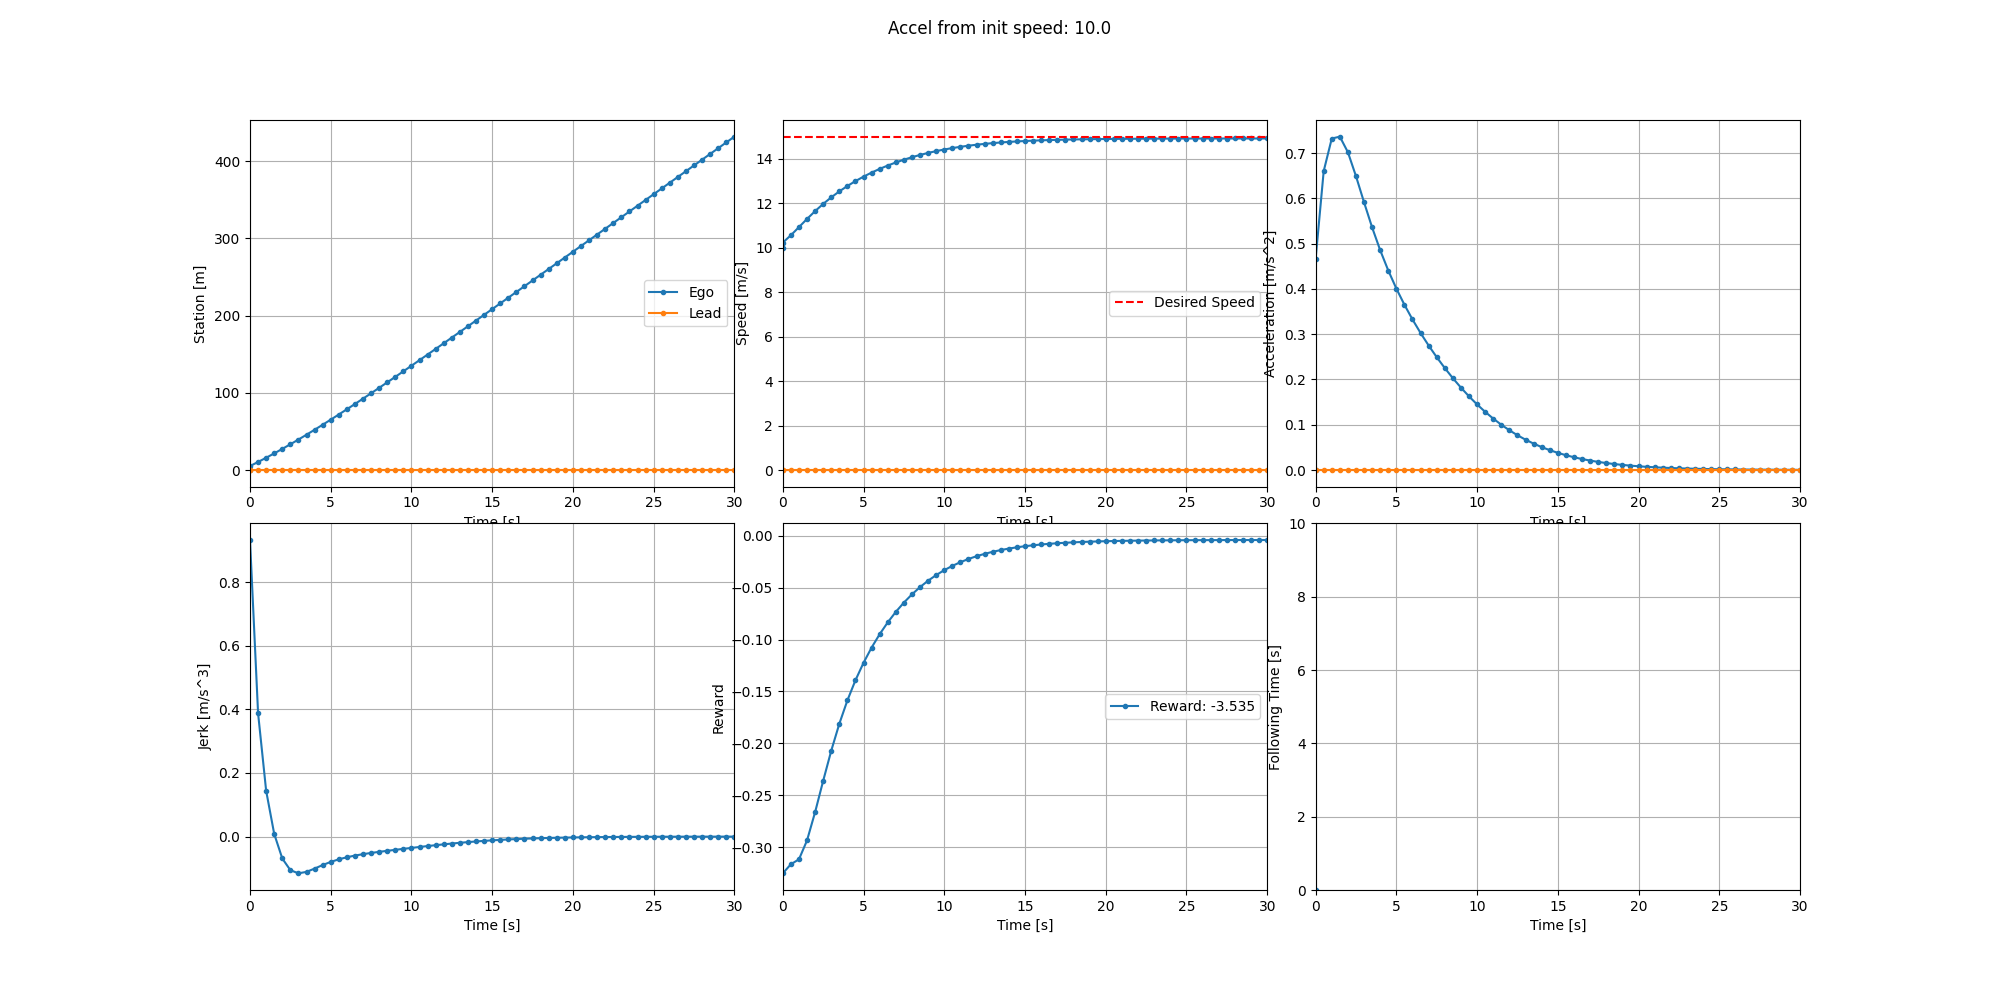 Accel from init speed: 10.0
Station [m]
400
300
200
100
0
0 5 10 15 20 25 30
Time [s]
Ego
Lead
Speed [m/s]
14
12
10
8
6
4
2
0
0 5 10 15 20 25 30
Time [s]
Desired Speed
Acceleration [m/s^2]
0.7
0.6
0.5
0.4
0.3
0.2
0.1
0.0
0 5 10 15 20 25 30
Time [s]
Jerk [m/s^3]
0.8
0.6
0.4
0.2
0.0
0 5 10 15 20 25 30
Time [s]
Reward
0.00
−0.05
−0.10
−0.15
−0.20
−0.25
−0.30
0 5 10 15 20 25 30
Time [s]
Reward: -3.535
Following Time [s]
10
8
6
4
2
0
0 5 10 15 20 25 30
Time [s]